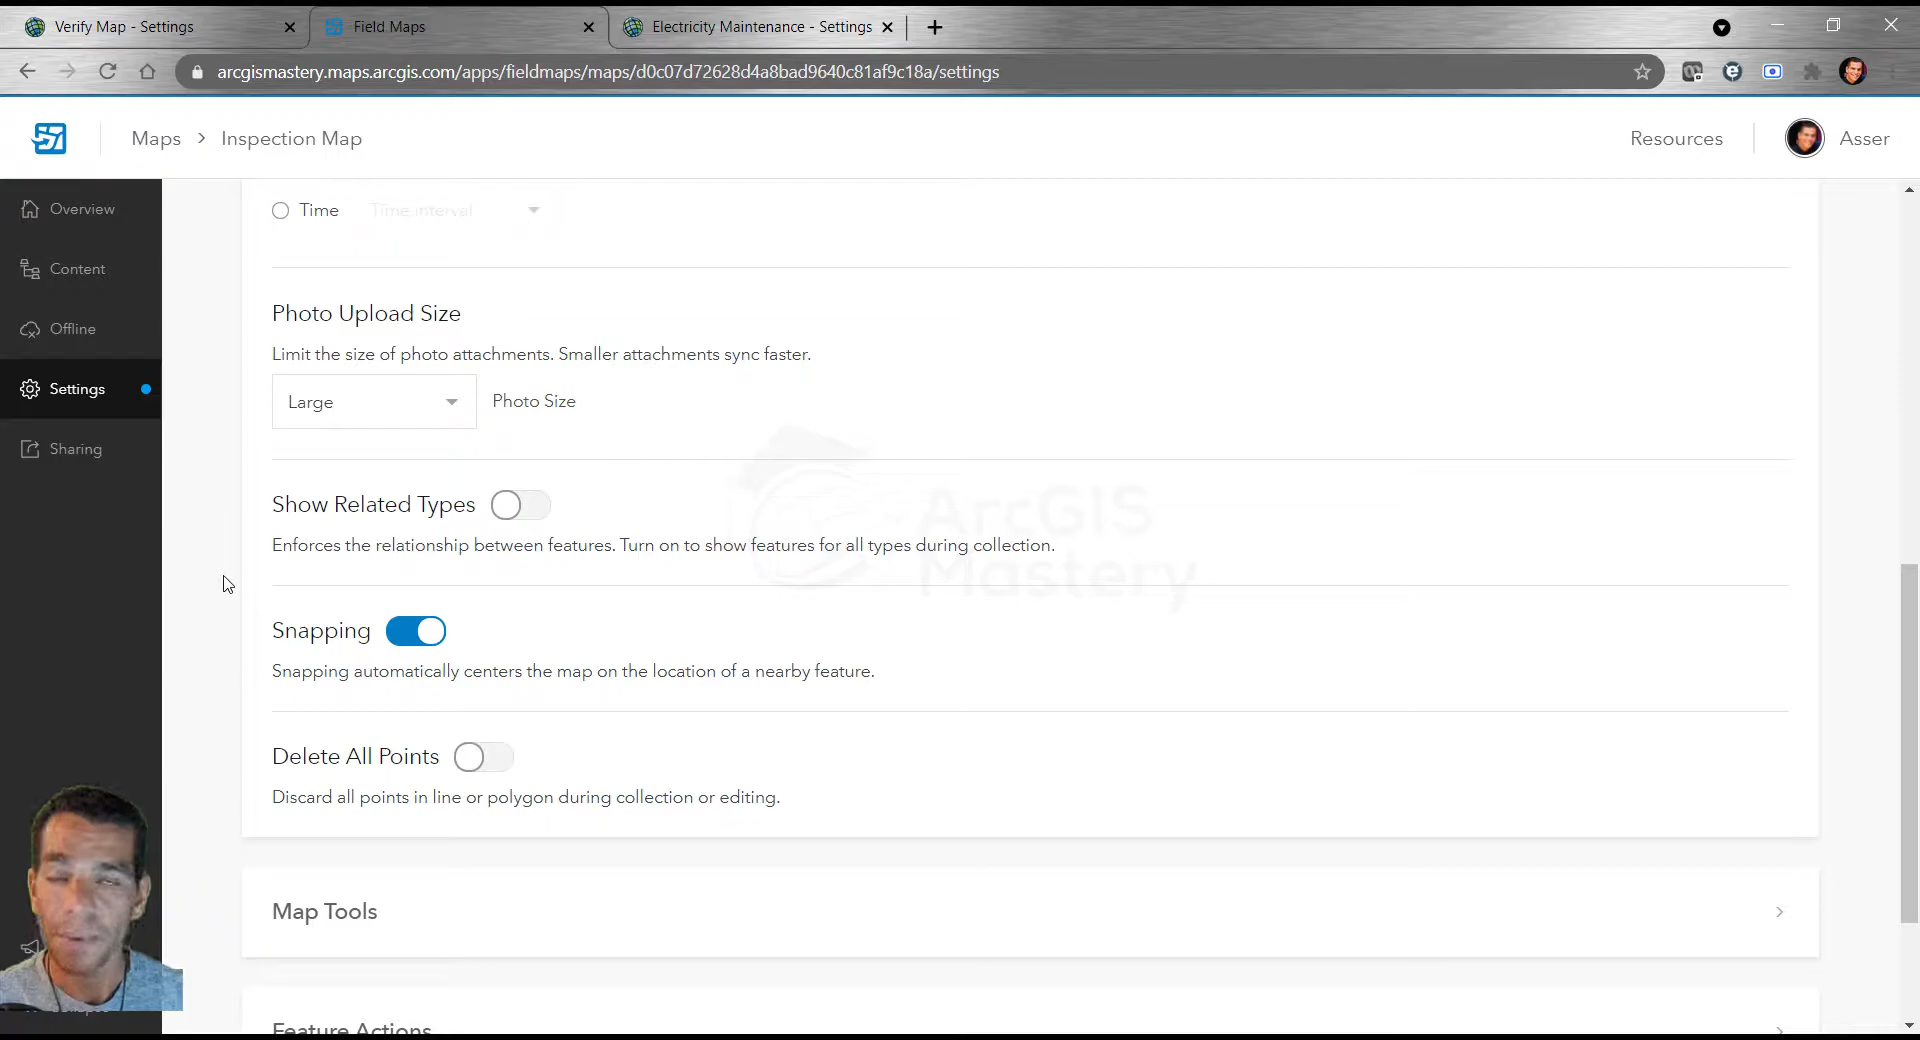 Verify Map - Settings
Field Maps
Electricity Maintenance - Settings
arcgismastery.maps.arcgis.com/apps/fieldmaps/maps/d0c07d72628d4a8bad9640c81af9c18a/settings
Maps > Inspection Map
Resources
Asser
Overview
Content
Offline
Settings
Sharing
Time
Time interval
Photo Upload Size
Limit the size of photo attachments. Smaller attachments sync faster.
Large
Photo Size
Show Related Types
Enforces the relationship between features. Turn on to show features for all types during collection.
ArcGIS
Mastery
Snapping
Snapping automatically centers the map on the location of a nearby feature.
Delete All Points
Discard all points in line or polygon during collection or editing.
Map Tools
Feature Actions